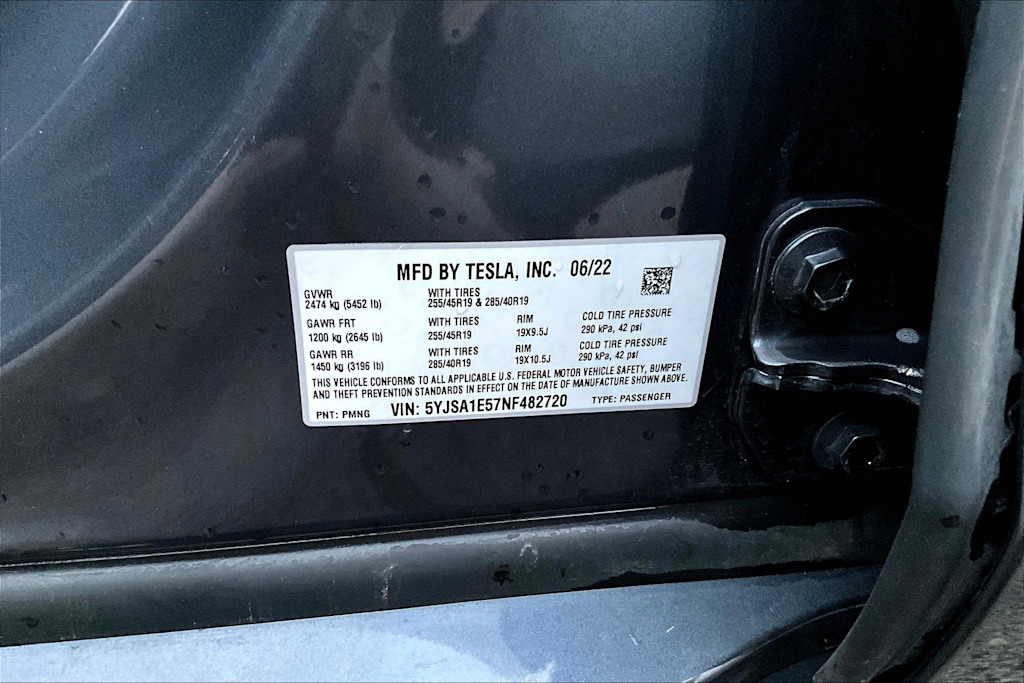 MFD BY TESLA, INC. 06/22
GVWR
2474 kg (5452 lb)
WITH TIRES
255/45R19 & 285/40R19
GAWR FRT
1200 kg (2645 lb)
WITH TIRES
255/45R19
RIM
19X9.5J
COLD TIRE PRESSURE
290 kPa, 42 psi
GAWR RR
1450 kg (3196 lb)
WITH TIRES
285/40R19
RIM
19X10.5J
COLD TIRE PRESSURE
290 kPa, 42 psi
THIS VEHICLE CONFORMS TO ALL APPLICABLE U.S. FEDERAL MOTOR VEHICLE SAFETY, BUMPER
AND THEFT PREVENTION STANDARDS IN EFFECT ON THE DATE OF MANUFACTURE SHOWN ABOVE.
PNT: PMNG VIN: 5YJSA1E57NF482720 TYPE: PASSENGER